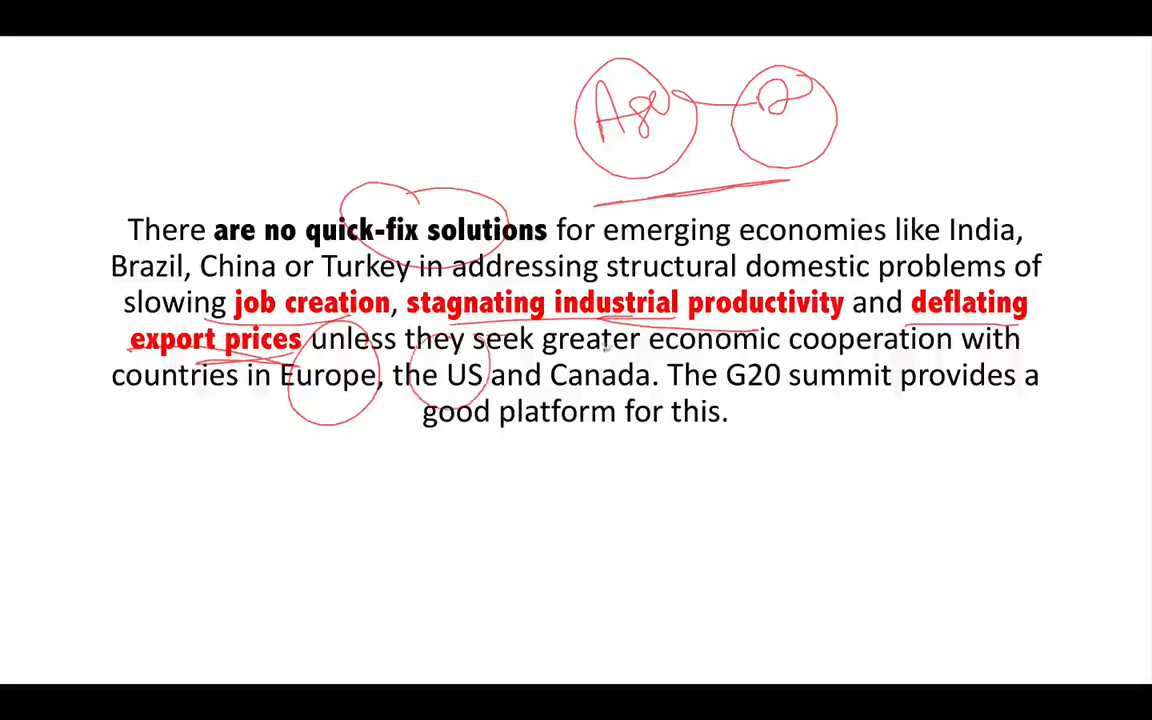 There are no quick-fix solutions for emerging economies like India,
Brazil, China or Turkey in addressing structural domestic problems of
slowing job creation, stagnating industrial productivity and deflating
export prices unless they seek greater economic cooperation with
countries in Europe, the US and Canada. The G20 summit provides a
good platform for this.